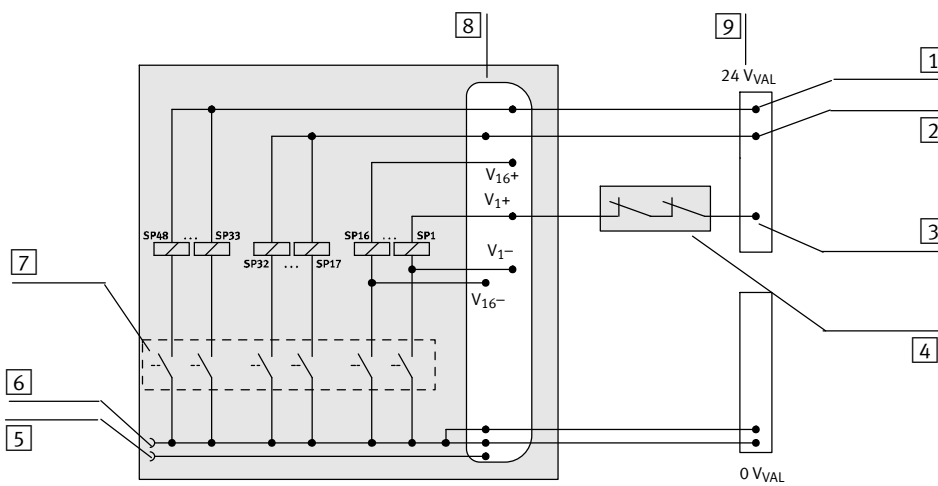 8
9
24 VVAL
1
2
V16+
V1+
SP48 ... SP33
SP16 ... SP1
3
V1–
SP32 ... SP17
7
V16–
4
6
5
0 VVAL